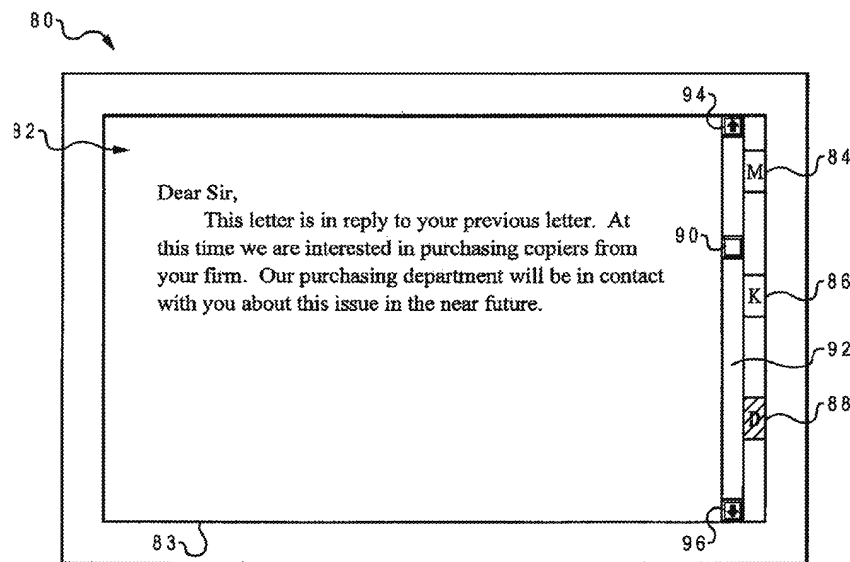 80
94
82
84
M
Dear Sir,
This letter is in reply to your previous letter. At
this time we are interested in purchasing copiers from
your firm. Our purchasing department will be in contact
with you about this issue in the near future.
90
K
86
92
D
88
83
96